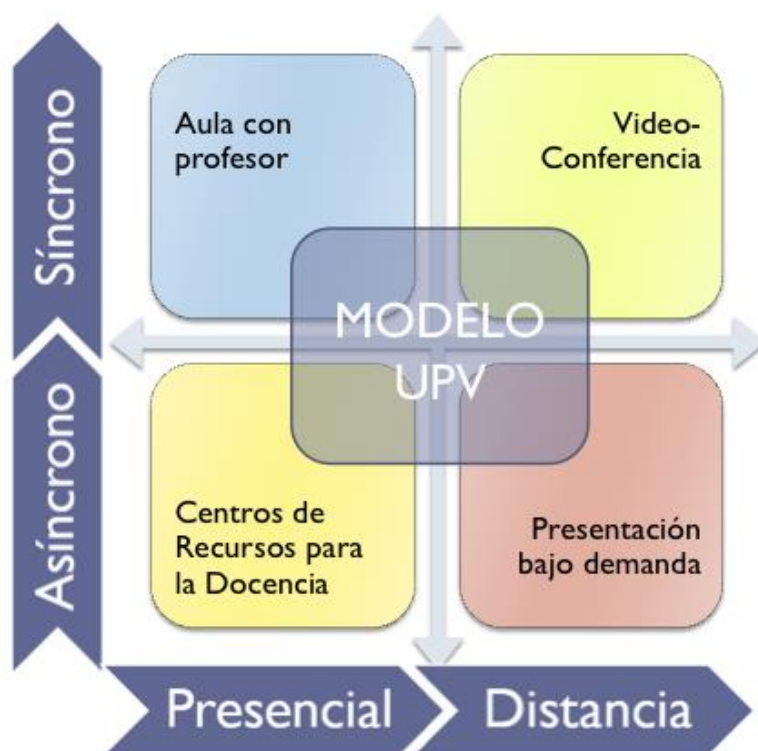 Síncrono
Asíncrono
Aula con
profesor
Video-
Conferencia
MODELO
UPV
Centros de
Recursos para
la Docencia
Presentación
bajo demanda
Presencial
Distancia